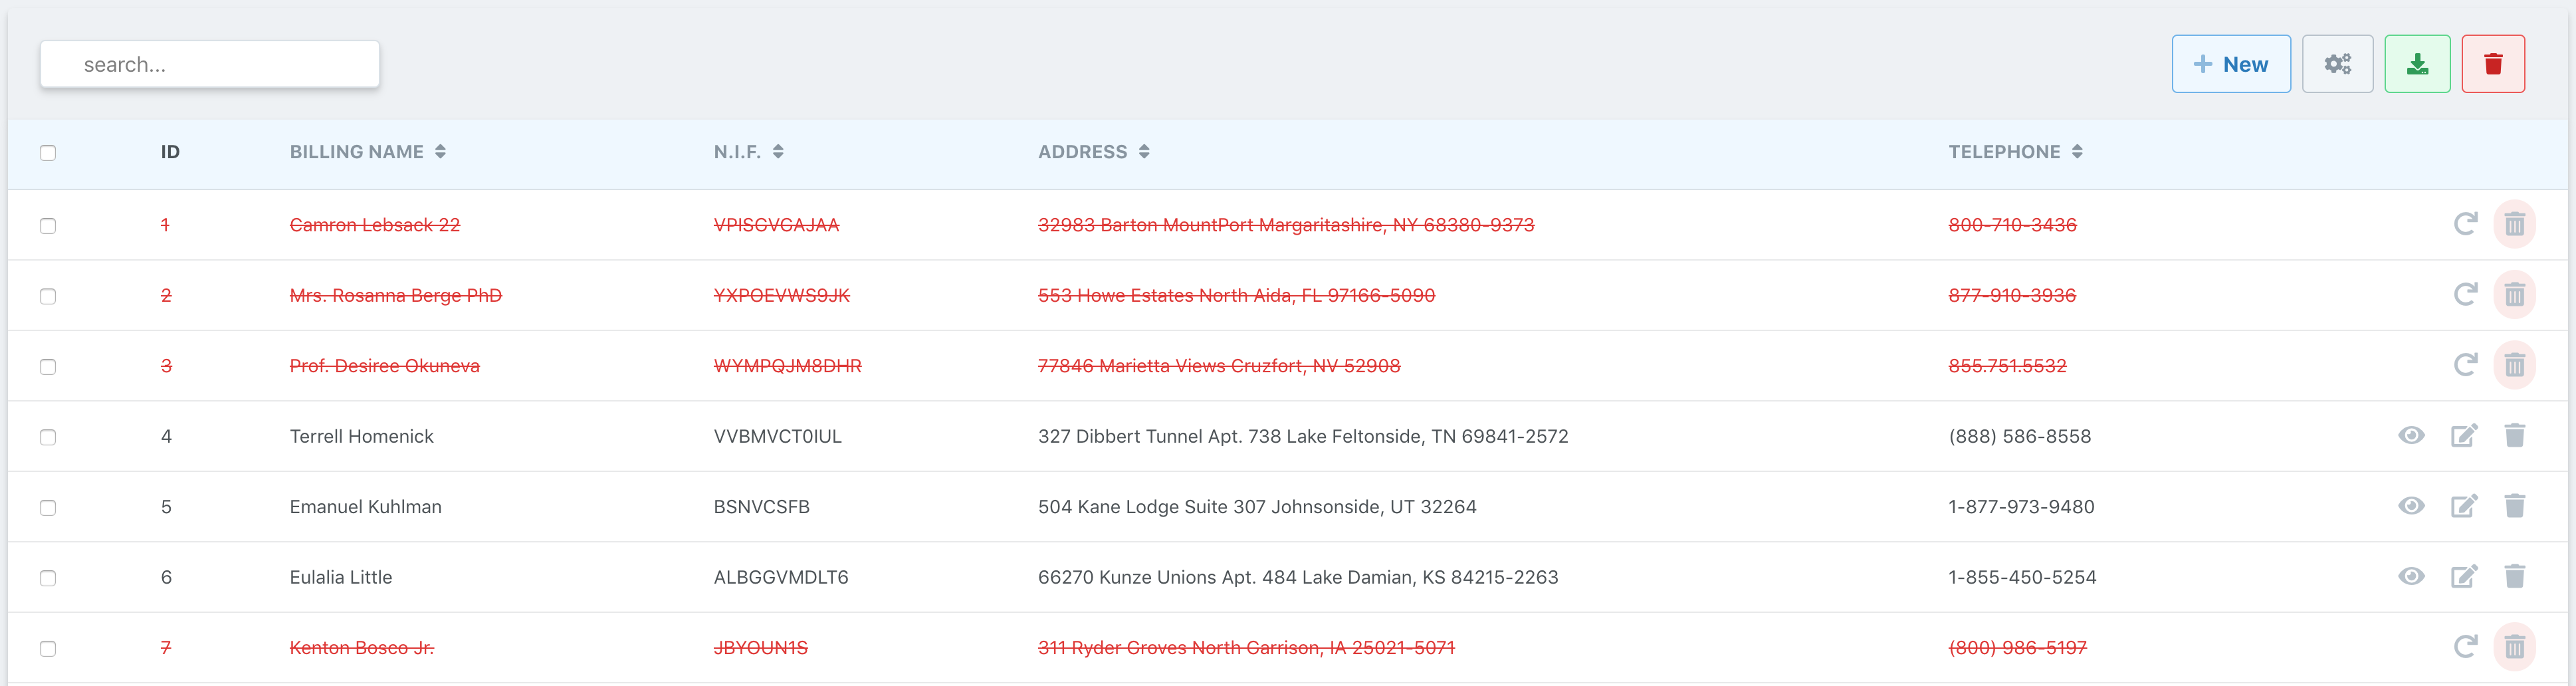 search...
New
ID BILLING NAME N.I.F. ADDRESS TELEPHONE
1 Camron Lebsack 22 VPISGVGAJAA 32983 Barton MountPort Margaritashire, NY 68380-9373 800-710-3436
2 Mrs. Rosanna Berge PhD YXPOEVWS9JK 553 Howe Estates North Aida, FL 97166-5090 877-910-3936
3 Prof. Desiree Okuneva WYMPQJM8DHR 77846 Marietta Views Cruzfort, NV 52908 855.751.5532
4 Terrell Homenick VVBMVCT0IUL 327 Dibbert Tunnel Apt. 738 Lake Feltonside, TN 69841-2572 (888) 586-8558
5 Emanuel Kuhlman BSNVCSFB 504 Kane Lodge Suite 307 Johnsonside, UT 32264 1-877-973-9480
6 Eulalia Little ALBGGVMDLT6 66270 Kunze Unions Apt. 484 Lake Damian, KS 84215-2263 1-855-450-5254
7 Kenton Bosco Jr. JBYOUN1S 311 Ryder Groves North Garrison, IA 25021-5071 (800) 986-5197